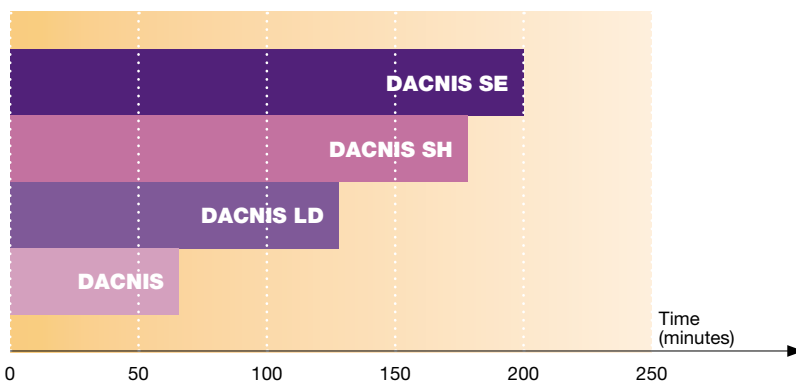 DACNIS SE
DACNIS SH
DACNIS LD
DACNIS
Time
(minutes)
0 50 100 150 200 250